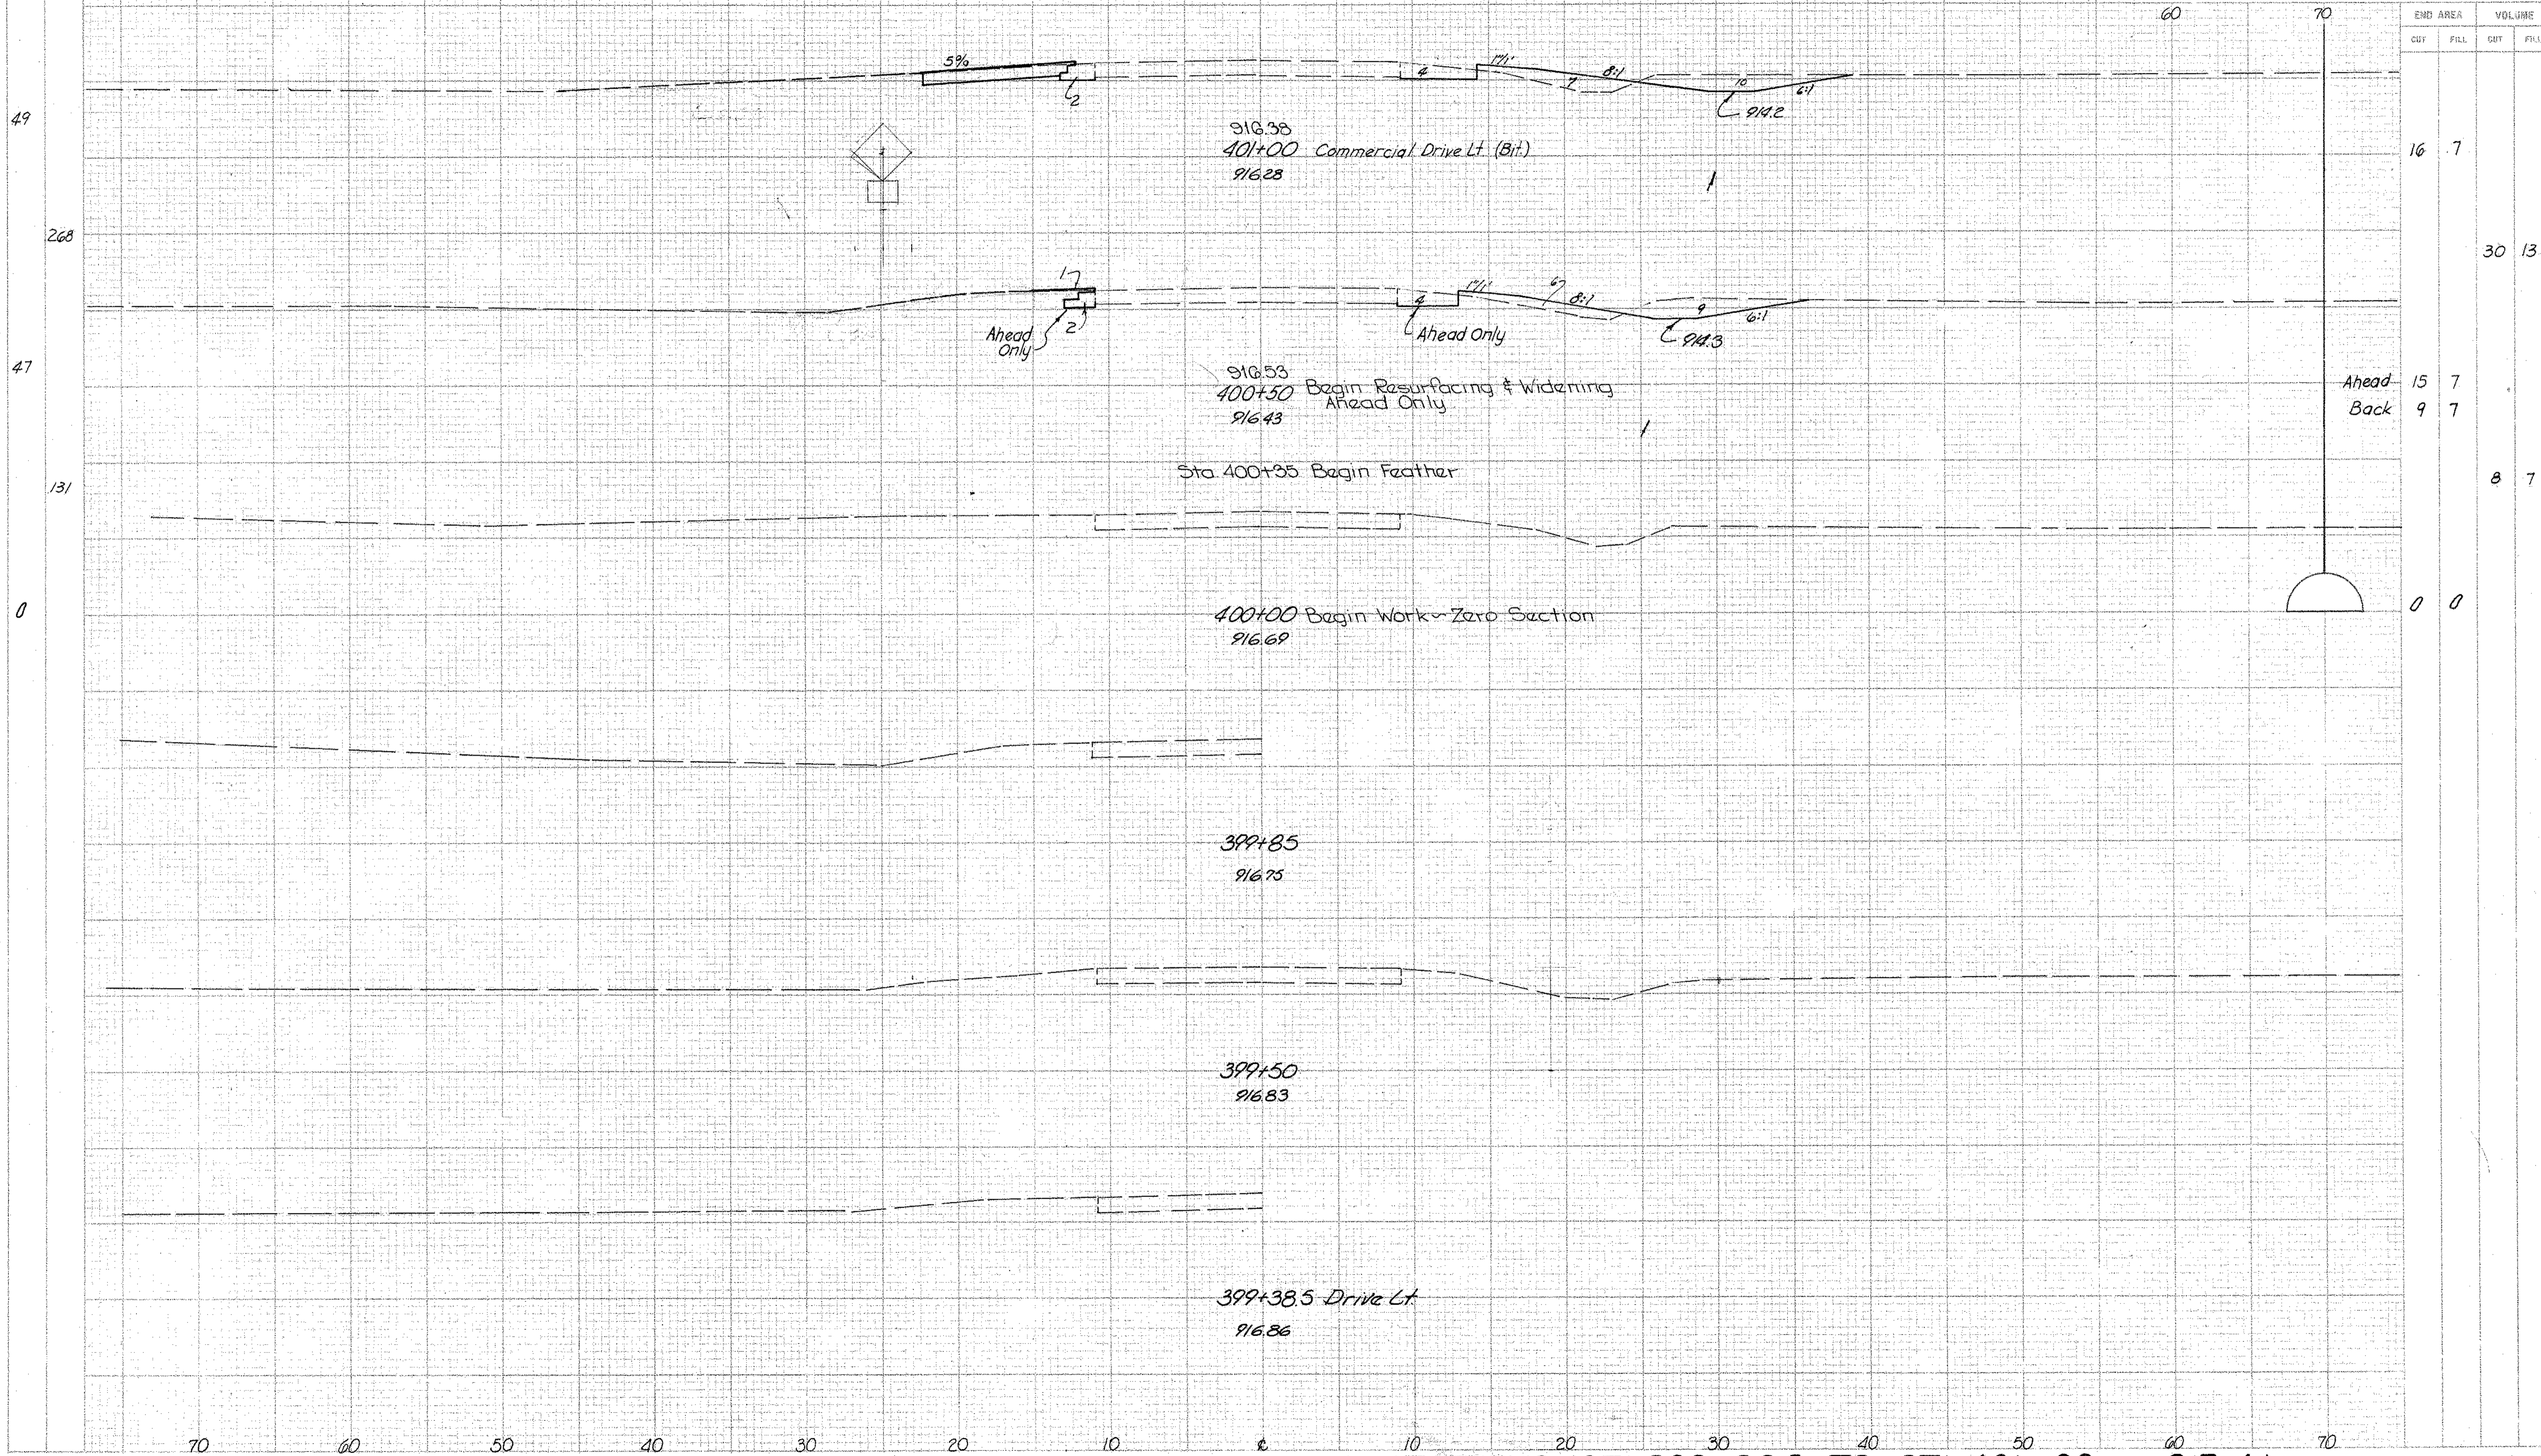 60 70
END AREA VOLUME
CUT FILL CUT FILL
5% 2 4 1"/1' 7 8:1 10 6:1
914.2
49
916.38
401+00 Commercial Drive Lt. (Bit.)
916.28
16 7
268
30 13
1 2 4 1"/1' 6 8:1 9 6:1
Ahead Only
Ahead Only
914.3
47
916.53
400+50 Begin Resurfacing & Widening
Ahead Only
916.43
Ahead 15 7
Back 9 7
Sta. 400+35 Begin Feather
131
8 7
0
400+00 Begin Work~Zero Section
916.69
0 0
399+85
916.75
399+50
916.83
399+38.5 Drive Lt.
916.86
70 60 50 40 30 20 10 ℄ 10 20 30 40 50 60 70